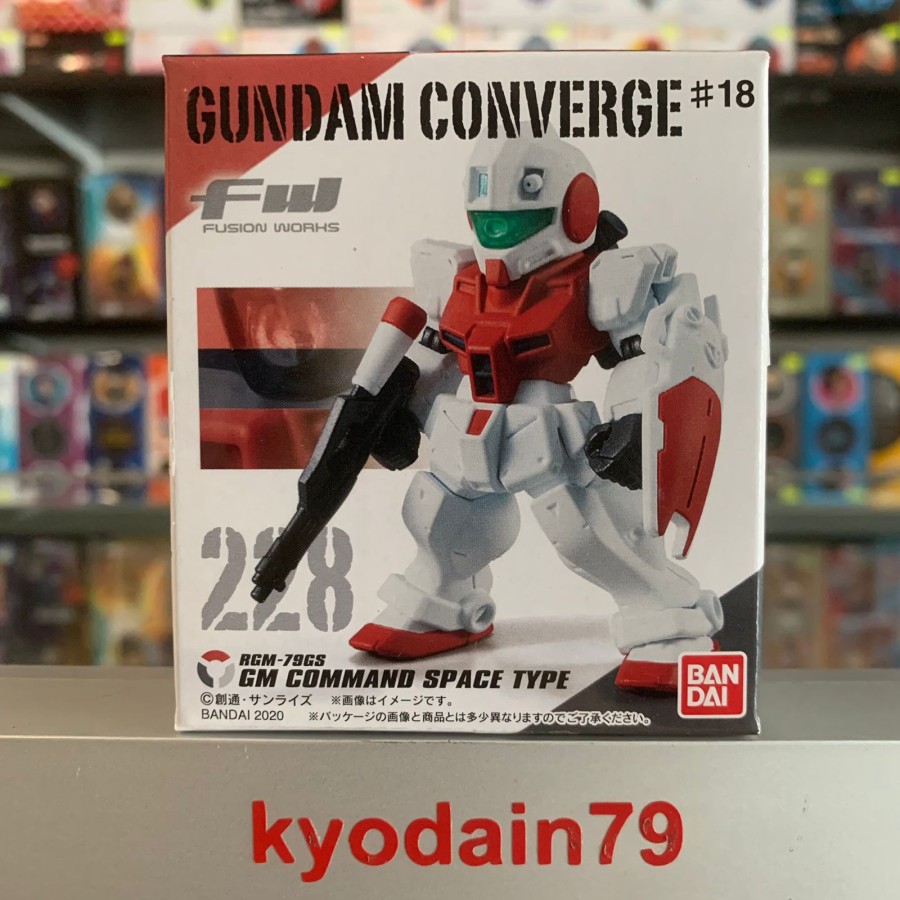 GUNDAM CONVERGE #18
FW
FUSION WORKS
228
RGM-79GS
GM COMMAND SPACE TYPE
©創通・サンライズ ※画像はイメージです。
BANDAI 2020 ※パッケージの画像と商品とは多少異なりますのでご了承ください。
BAN
DAI
kyodain79